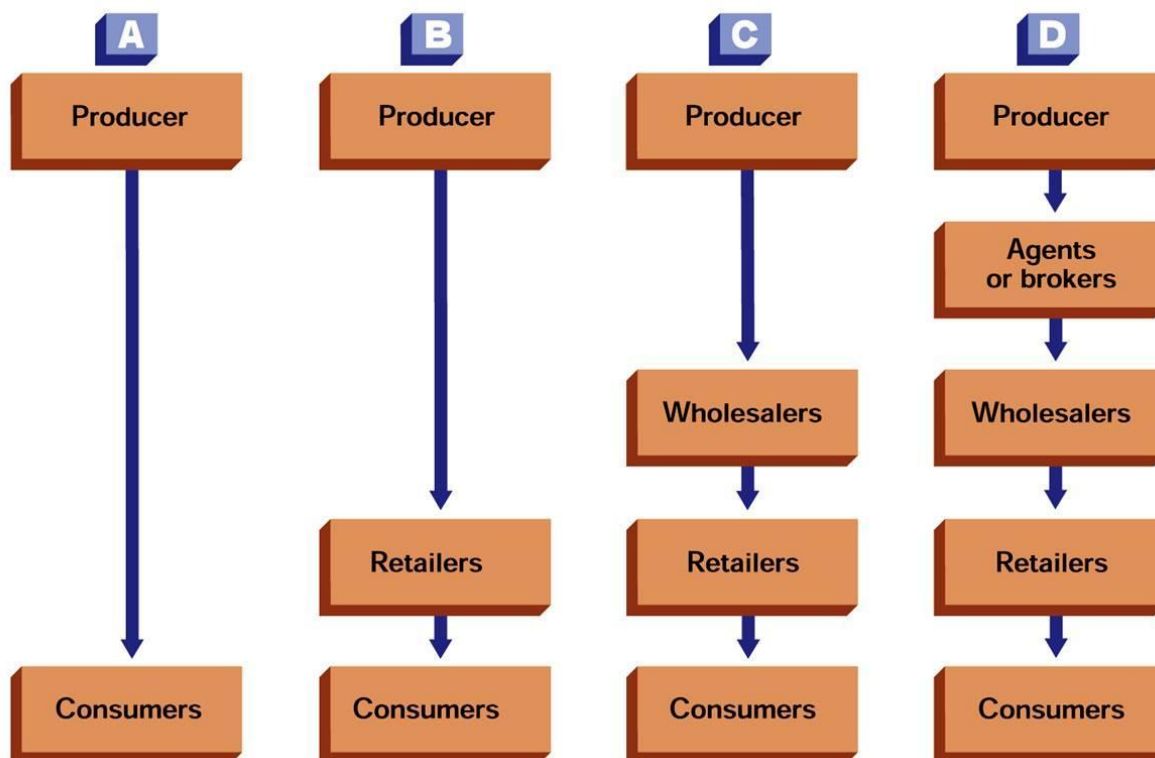 A
B
C
D
Producer
Producer
Producer
Producer
Agents
or brokers
Wholesalers
Wholesalers
Retailers
Retailers
Retailers
Consumers
Consumers
Consumers
Consumers